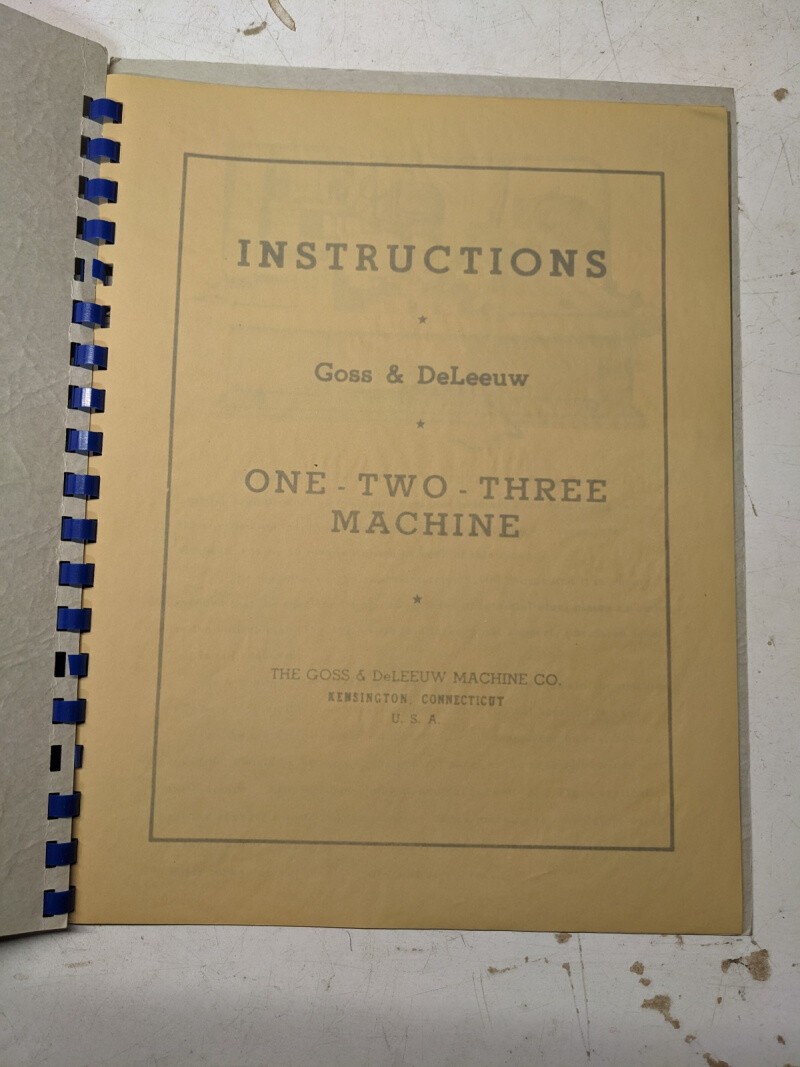 INSTRUCTIONS
★
Goss & DeLeeuw
★
ONE - TWO - THREE
MACHINE
★
THE GOSS & DeLEEUW MACHINE CO.
KENSINGTON, CONNECTICUT
U. S. A.